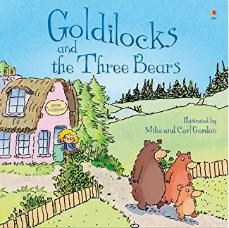 Goldilocks
and
the Three Bears
Illustrated by
Mike and Carl Gordon